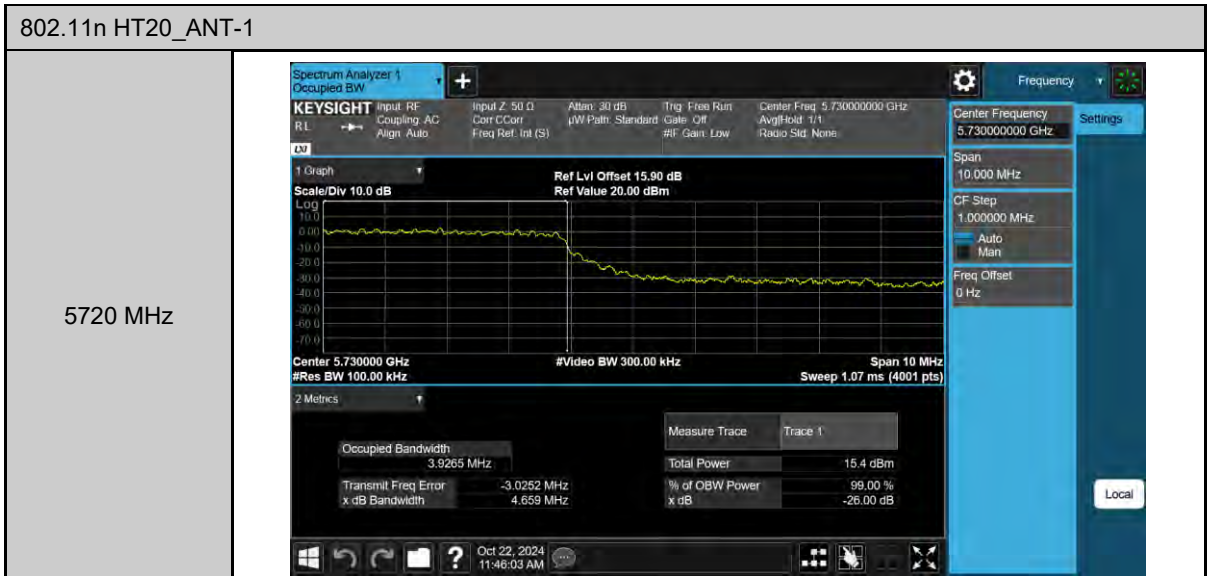 802.11n HT20_ANT-1
5720 MHz
Spectrum Analyzer 1
Occupied BW
Frequency
KEYSIGHT
RL
LXI
Input: RF
Coupling: AC
Align: Auto
Input Z: 50 Ω
Corr CCorr
Freq Ref: Int (S)
Atten: 30 dB
µW Path: Standard
Trig: Free Run
Gate: Off
#IF Gain: Low
Center Freq: 5.730000000 GHz
Avg|Hold: 1/1
Radio Std: None
Center Frequency
5.730000000 GHz
Settings
Span
10.000 MHz
CF Step
1.000000 MHz
Auto
Man
Freq Offset
0 Hz
Local
1 Graph
Scale/Div 10.0 dB
Ref Lvl Offset 15.90 dB
Ref Value 20.00 dBm
Log
10.0
0.00
-10.0
-20.0
-30.0
-40.0
-50.0
-60.0
-70.0
Center 5.730000 GHz
#Video BW 300.00 kHz
Span 10 MHz
#Res BW 100.00 kHz
Sweep 1.07 ms (4001 pts)
2 Metrics
Measure Trace
Trace 1
Occupied Bandwidth
3.9265 MHz
Total Power
15.4 dBm
Transmit Freq Error
-3.0252 MHz
% of OBW Power
99.00 %
x dB Bandwidth
4.659 MHz
x dB
-26.00 dB
?
Oct 22, 2024
11:46:03 AM